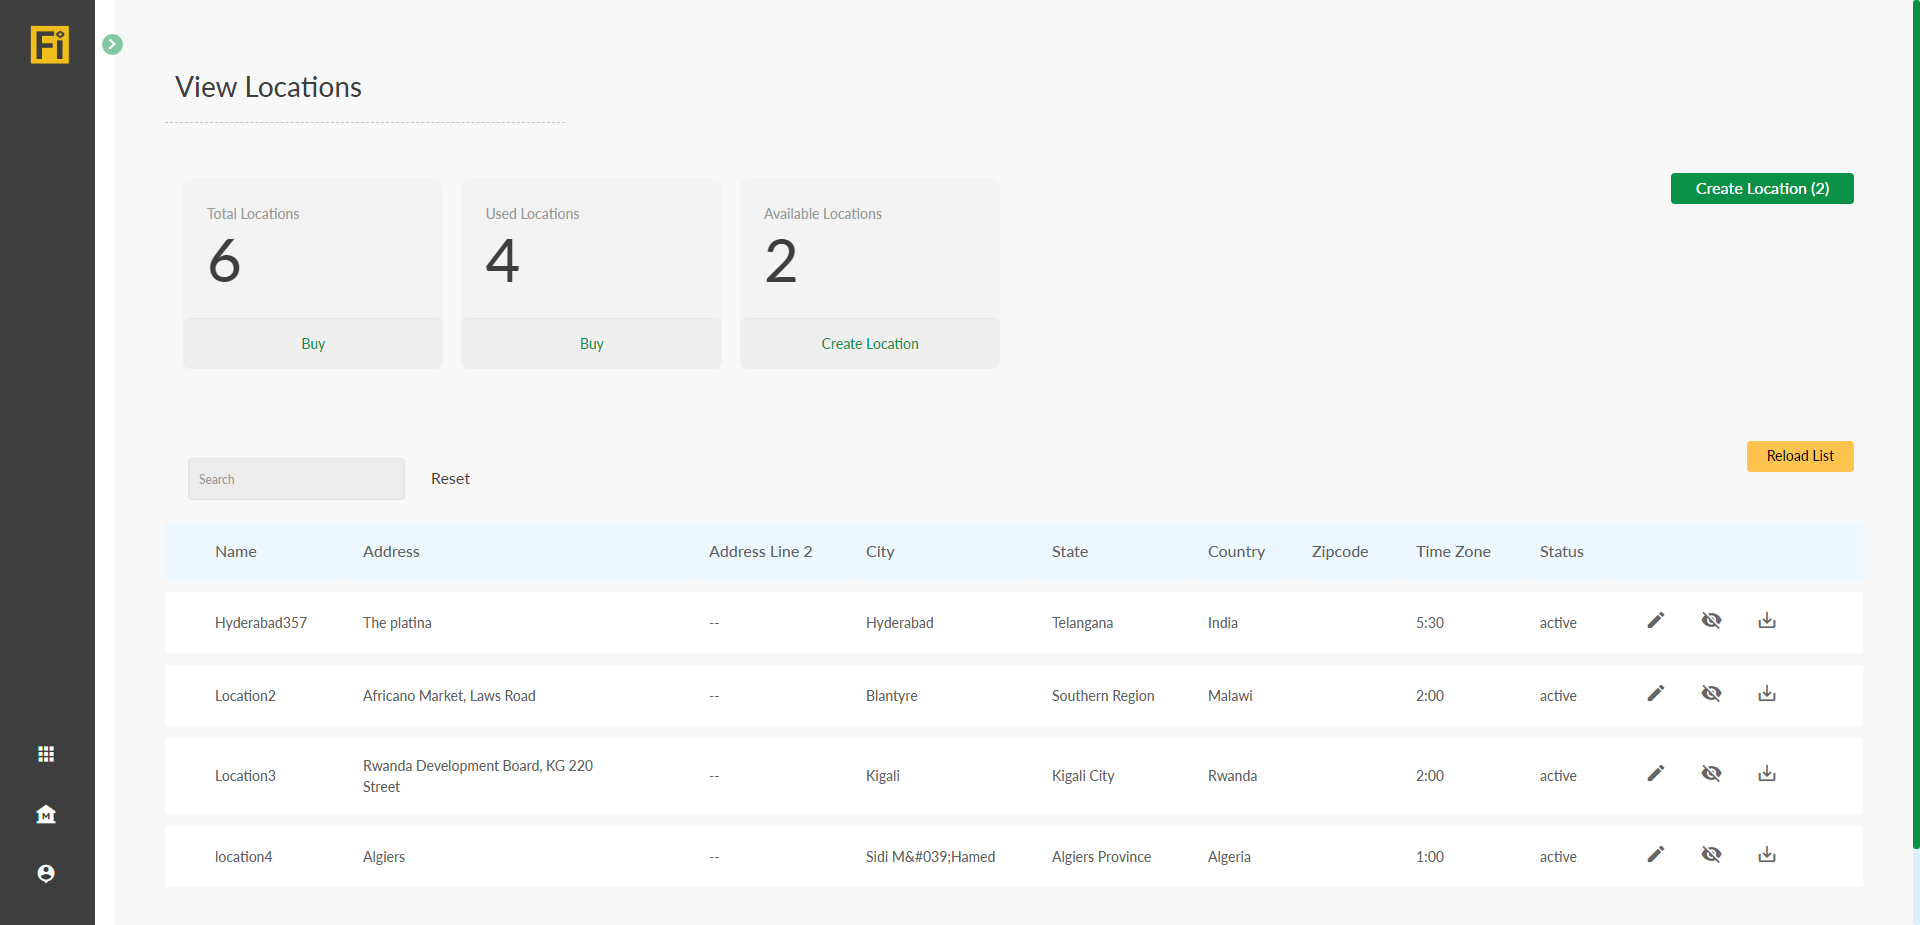 Fi
View Locations
Total Locations
6
Buy
Used Locations
4
Buy
Available Locations
2
Create Location
Create Location (2)
Search
Reset
Reload List
Name Address Address Line 2 City State Country Zipcode Time Zone Status
Hyderabad357 The platina -- Hyderabad Telangana India 5:30 active
Location2 Africano Market, Laws Road -- Blantyre Southern Region Malawi 2:00 active
Location3 Rwanda Development Board, KG 220 Street -- Kigali Kigali City Rwanda 2:00 active
location4 Algiers -- Sidi M&#039;Hamed Algiers Province Algeria 1:00 active
M